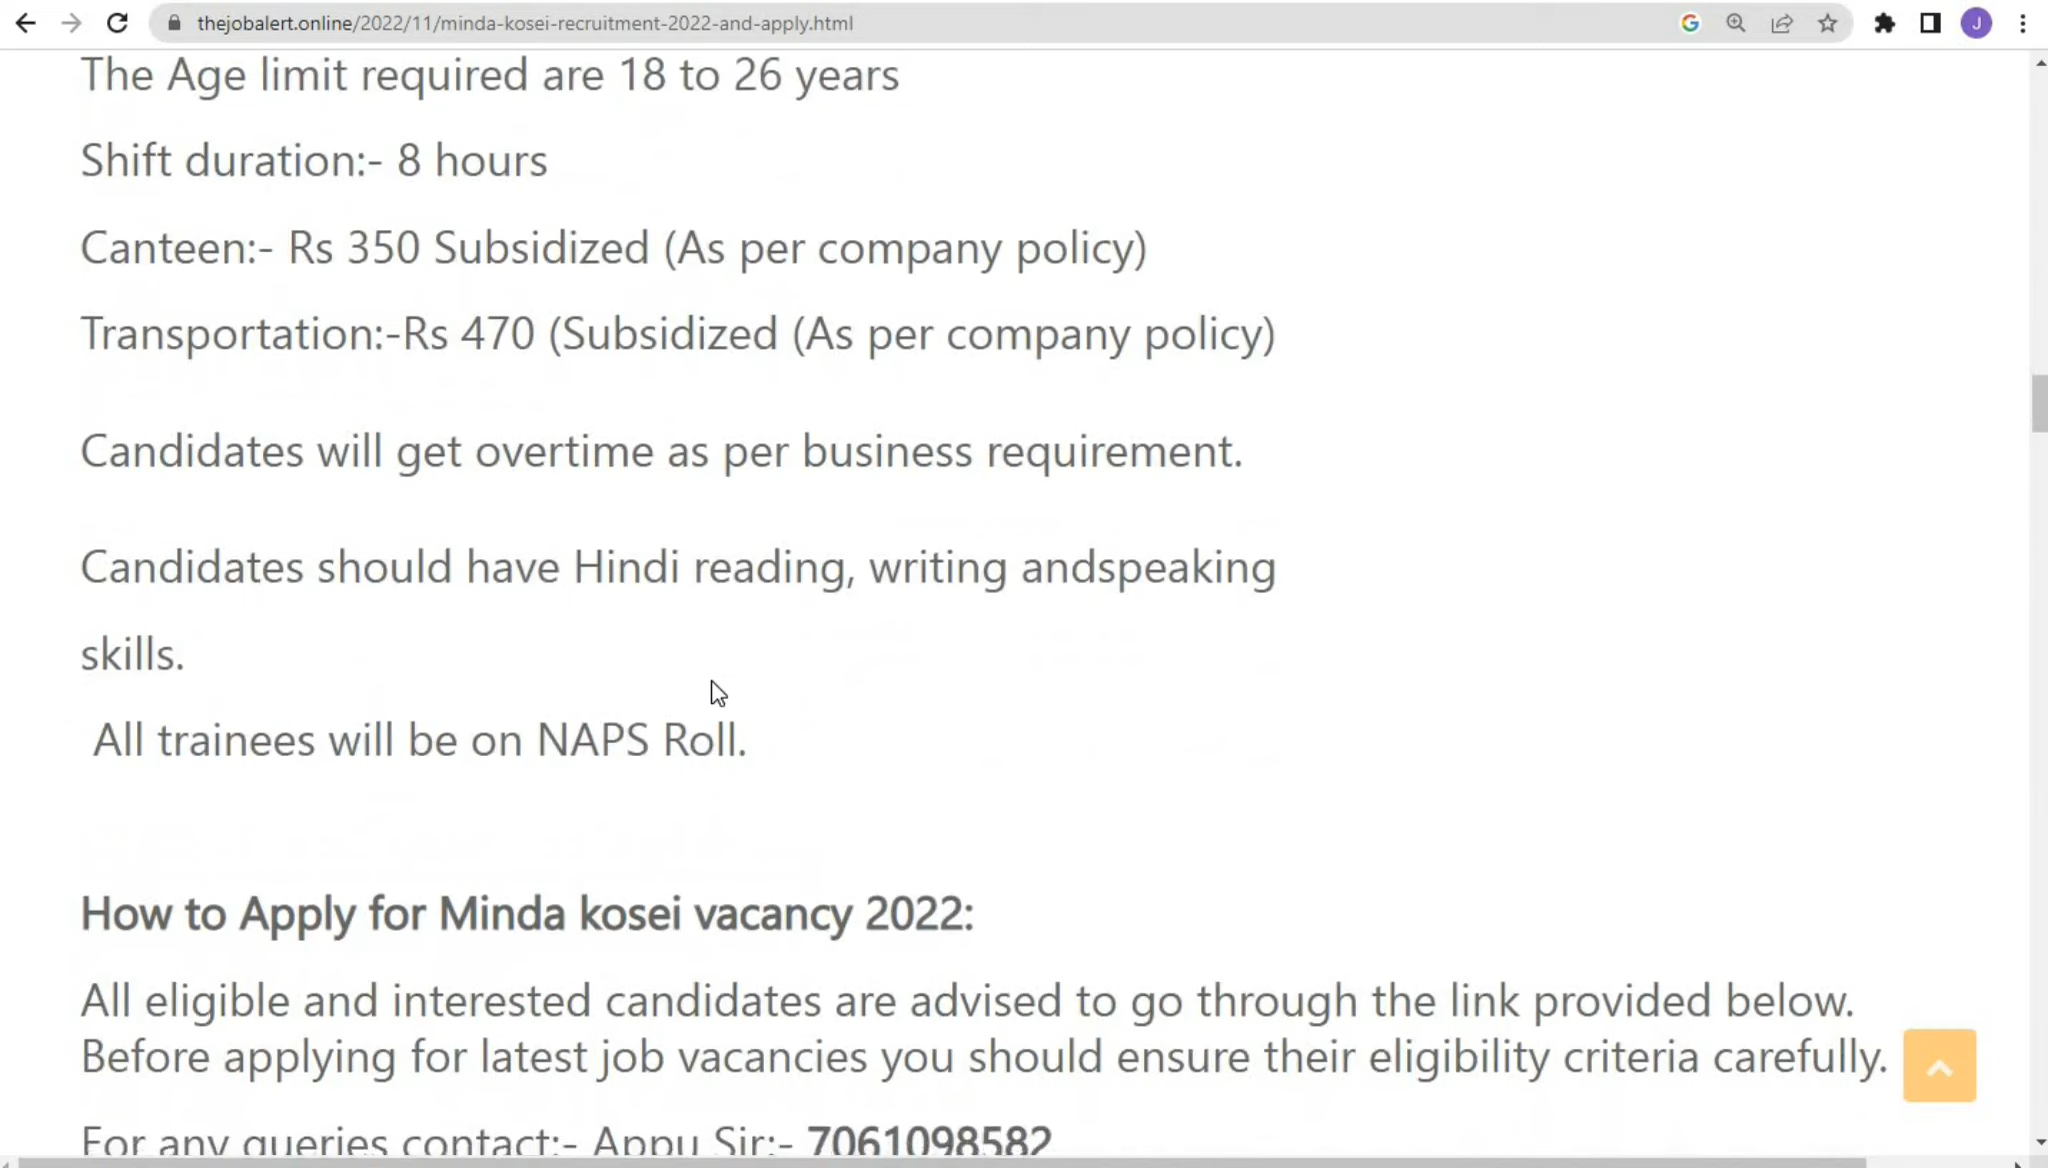 thejobalert.online/2022/11/minda-kosei-recruitment-2022-and-apply.html
J
The Age limit required are 18 to 26 years
Shift duration:- 8 hours
Canteen:- Rs 350 Subsidized (As per company policy)
Transportation:-Rs 470 (Subsidized (As per company policy)
Candidates will get overtime as per business requirement.
Candidates should have Hindi reading, writing andspeaking
skills.
All trainees will be on NAPS Roll.
How to Apply for Minda kosei vacancy 2022:
All eligible and interested candidates are advised to go through the link provided below.
Before applying for latest job vacancies you should ensure their eligibility criteria carefully.
For any queries contact:- Appu Sir:- 7061098582